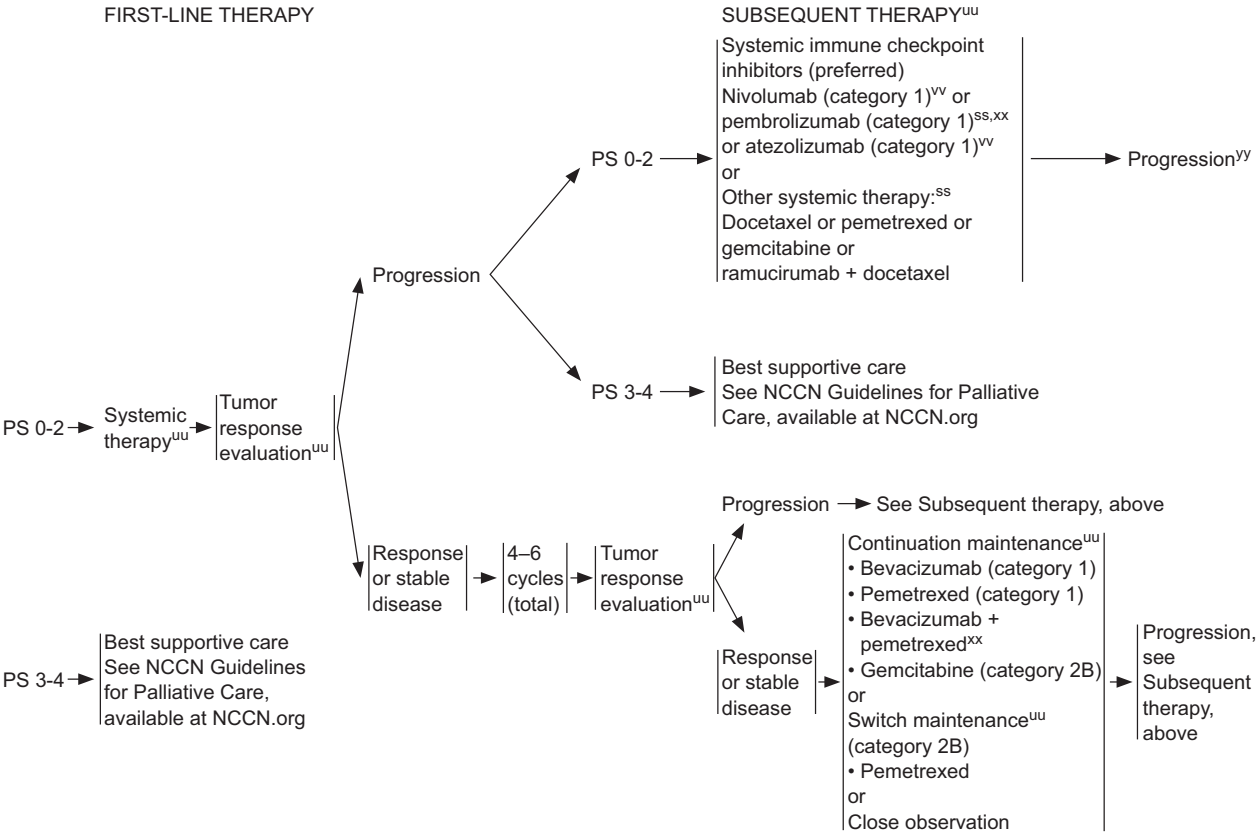 FIRST-LINE THERAPY
SUBSEQUENT THERAPYuu
Systemic immune checkpoint
inhibitors (preferred)
Nivolumab (category 1)vv or
pembrolizumab (category 1)ss,xx
or atezolizumab (category 1)vv
or
Other systemic therapy:ss
Docetaxel or pemetrexed or
gemcitabine or
ramucirumab + docetaxel
PS 0-2
Progressionyy
Progression
PS 3-4
Best supportive care
See NCCN Guidelines for Palliative
Care, available at NCCN.org
PS 0-2
Systemic
therapyuu
Tumor
response
evaluationuu
Response
or stable
disease
4–6
cycles
(total)
Tumor
response
evaluationuu
Progression
See Subsequent therapy, above
Response
or stable
disease
Continuation maintenanceuu
• Bevacizumab (category 1)
• Pemetrexed (category 1)
• Bevacizumab +
pemetrexedxx
• Gemcitabine (category 2B)
or
Switch maintenanceuu
(category 2B)
• Pemetrexed
or
Close observation
Progression,
see
Subsequent
therapy,
above
PS 3-4
Best supportive care
See NCCN Guidelines
for Palliative Care,
available at NCCN.org